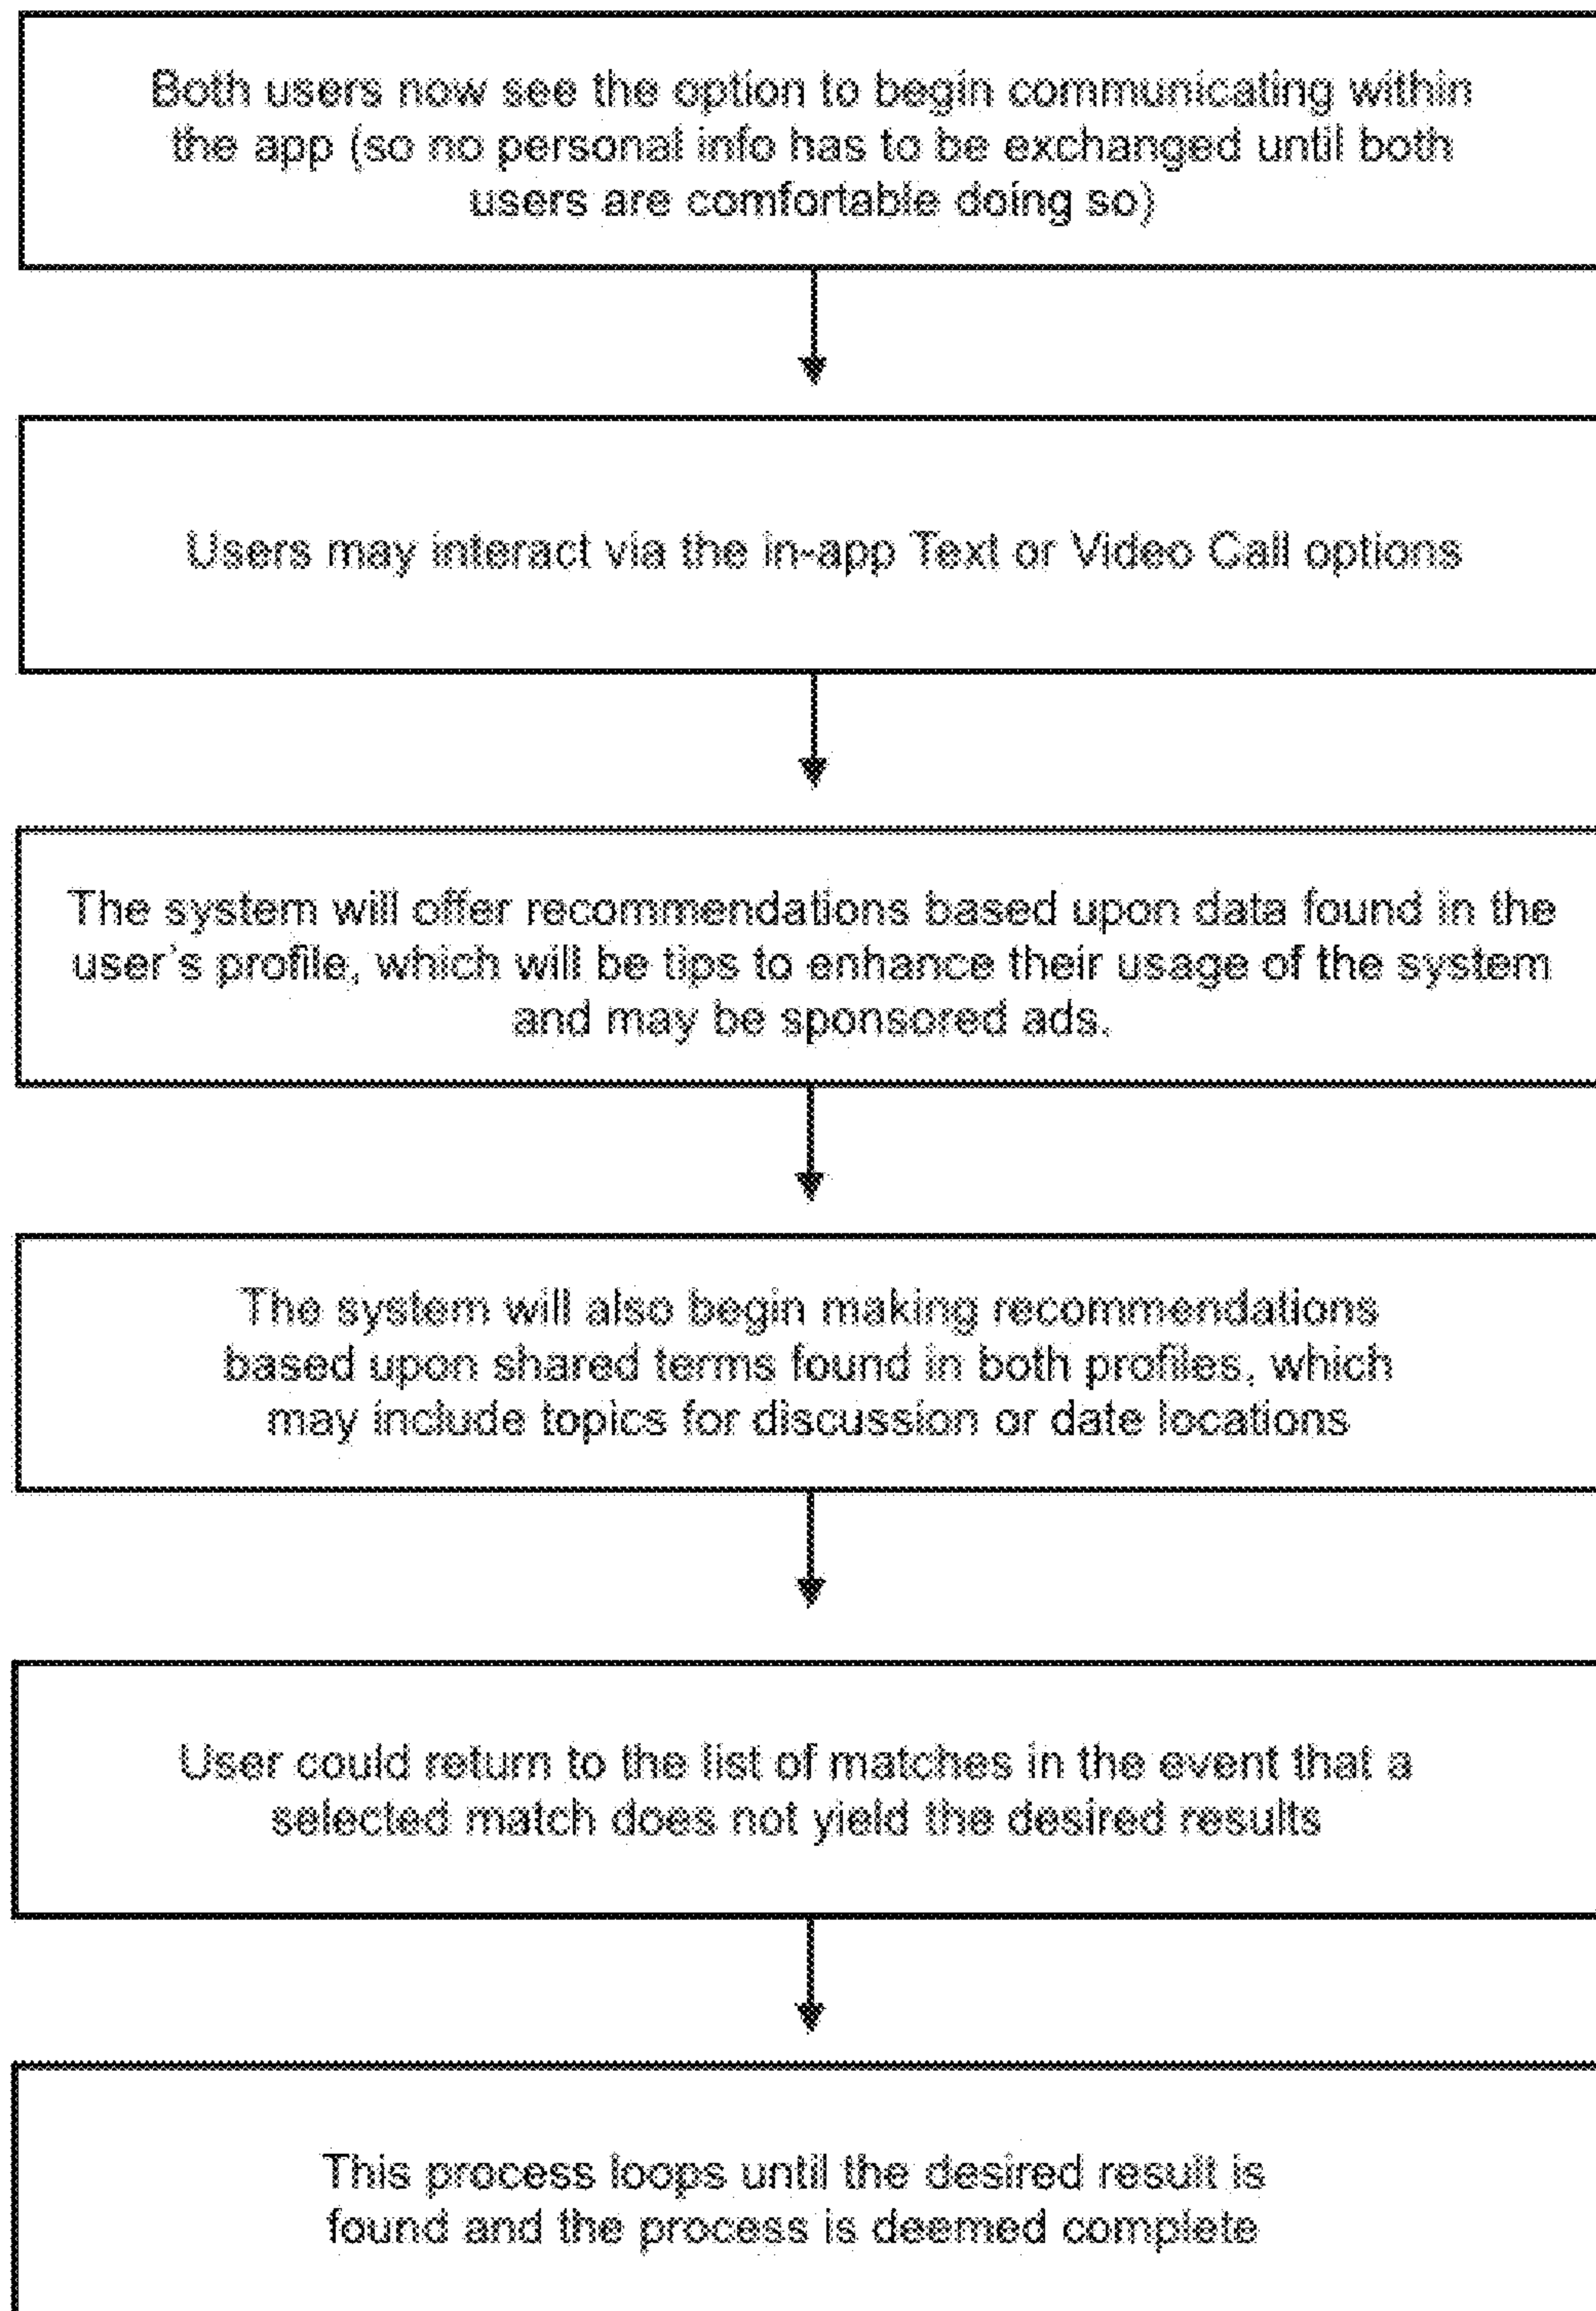 Both users now see the option to begin communicating within
the app (so no personal info has to be exchanged until both
users are comfortable doing so)
Users may interact via the in-app Text or Video Call options
The system will offer recommendations based upon data found in the
user's profile, which will be tips to enhance their usage of the system
and may be sponsored ads.
The system will also begin making recommendations
based upon shared terms found in both profiles, which
may include topics for discussion or date locations
User could return to the list of matches in the event that a
selected match does not yield the desired results
This process loops until the desired result is
found and the process is deemed complete